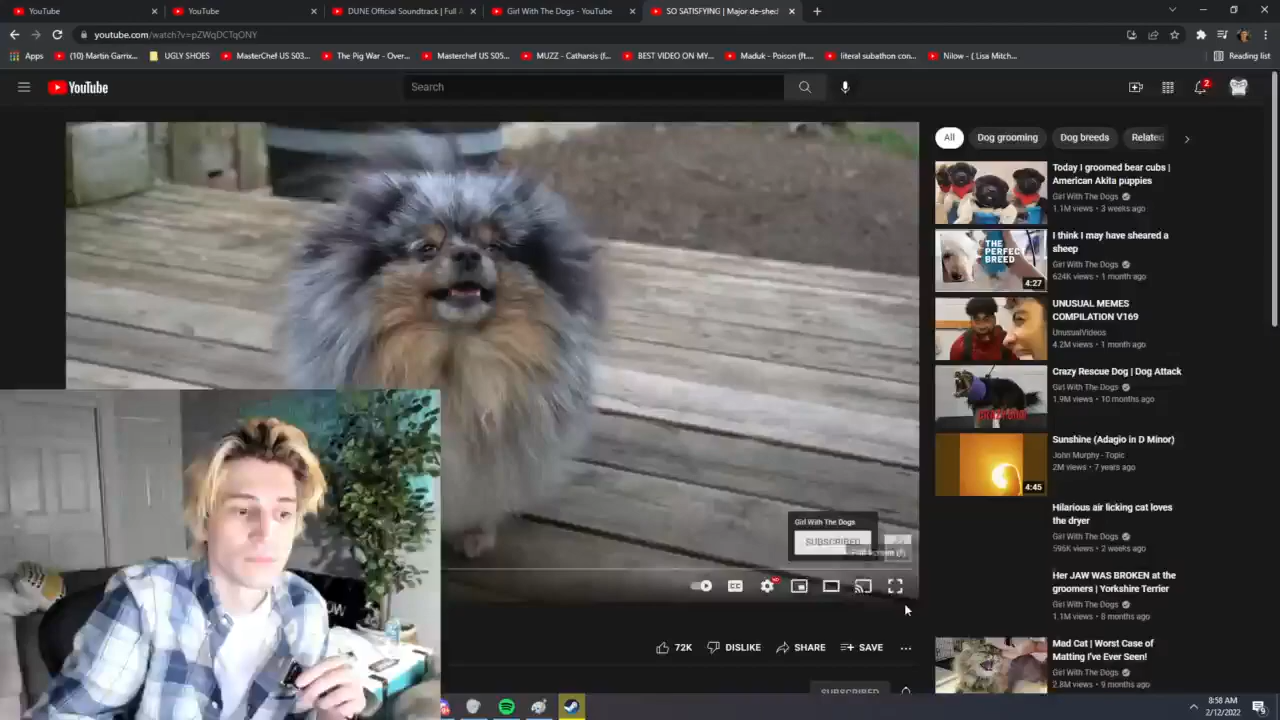 YouTube
YouTube
DUNE Official Soundtrack | Full
Girl With The Dogs - YouTube
SO SATISFYING | Major de-shed
youtube.com/watch?v=pZWqDCTqONY
Apps
(10) Martin Garrix...
UGLY SHOES
MasterChef US S03...
The Pig War - Over...
Masterchef US S05...
MUZZ - Catharsis (f...
BEST VIDEO ON MY...
Maduk - Poison (ft...
literal subathon con...
Nilow - ( Lisa Mitch...
Reading list
YouTube
Search
2
All
Dog grooming
Dog breeds
Related
Today I groomed bear cubs |
American Akita puppies
Girl With The Dogs
1.1M views • 3 weeks ago
THE
PERFECT
BREED
4:27
I think I may have sheared a
sheep
Girl With The Dogs
624K views • 1 month ago
UNUSUAL MEMES
COMPILATION V169
UnusualVideos
4.2M views • 1 month ago
Crazy Rescue Dog | Dog Attack
Girl With The Dogs
1.9M views • 10 months ago
4:45
Sunshine (Adagio in D Minor)
John Murphy - Topic
2M views • 7 years ago
Hilarious air licking cat loves
the dryer
Girl With The Dogs
596K views • 2 weeks ago
Her JAW WAS BROKEN at the
groomers | Yorkshire Terrier
Girl With The Dogs
1.1M views • 8 months ago
Mad Cat | Worst Case of
Matting I've Ever Seen!
Girl With The Dogs
2.8M views • 9 months ago
Girl With The Dogs
SUBSCRIBED
Full screen (f)
CC
HD
72K
DISLIKE
SHARE
SAVE
SUBSCRIBED
8:58 AM
2/12/2022